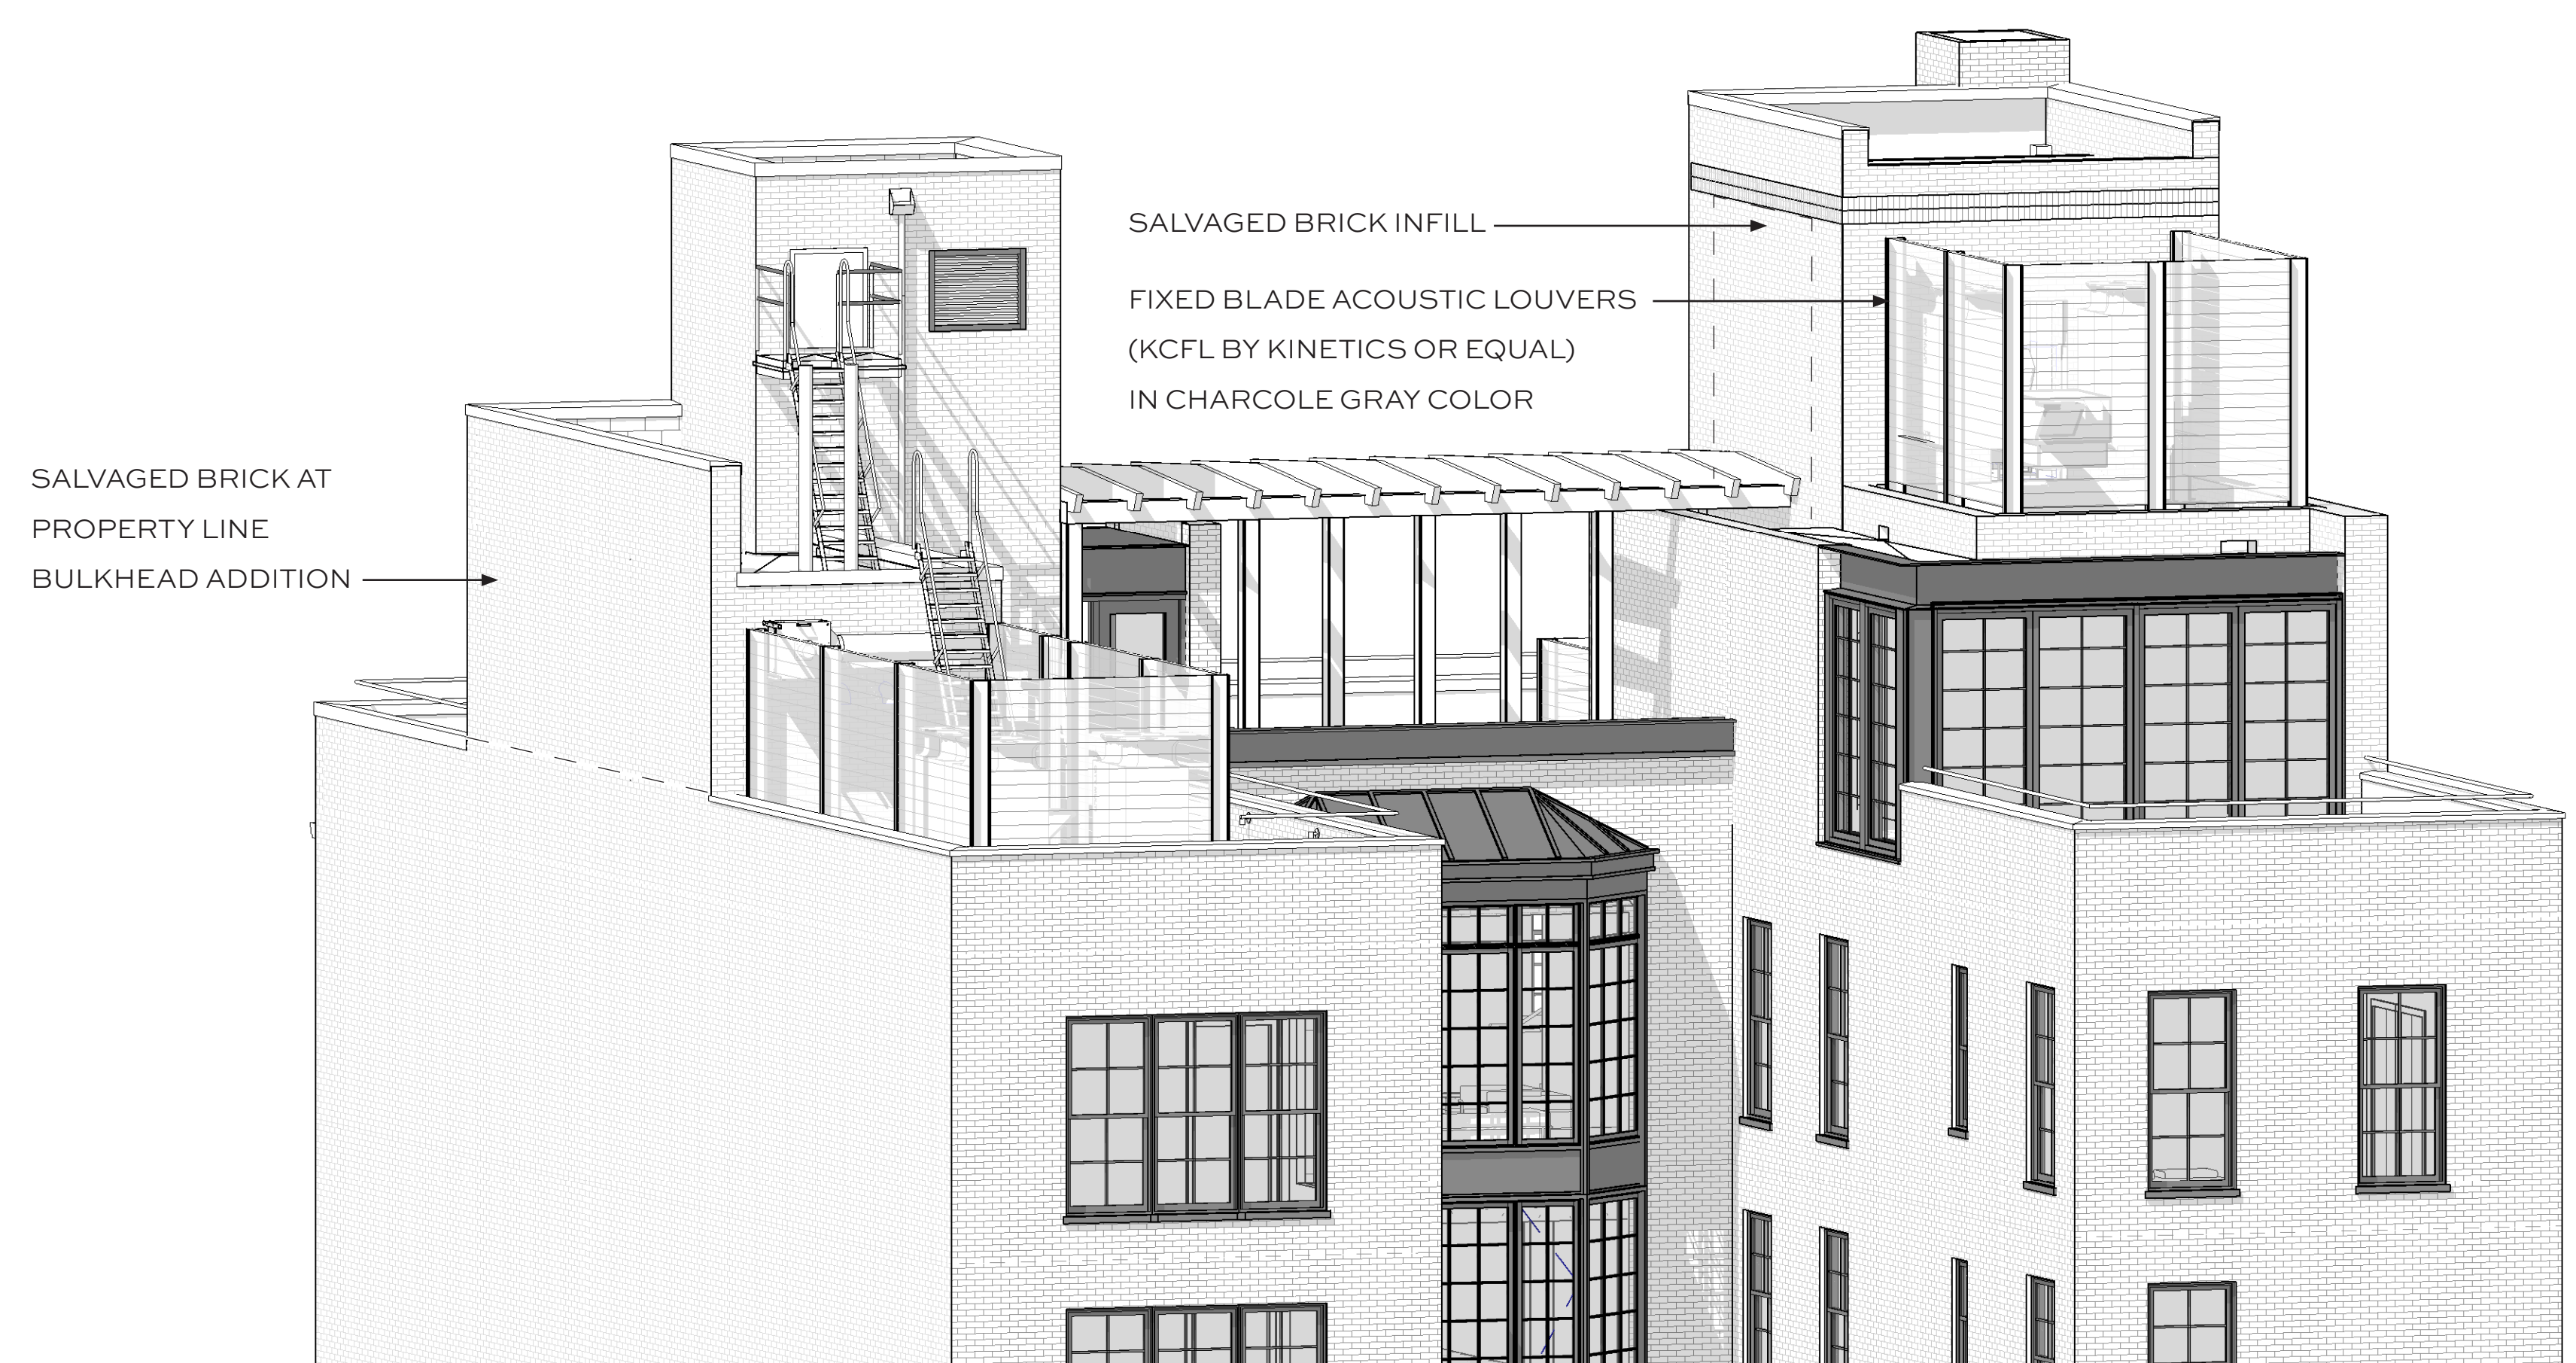 SALVAGED BRICK INFILL
FIXED BLADE ACOUSTIC LOUVERS
(KCFL BY KINETICS OR EQUAL)
IN CHARCOLE GRAY COLOR
SALVAGED BRICK AT
PROPERTY LINE
BULKHEAD ADDITION